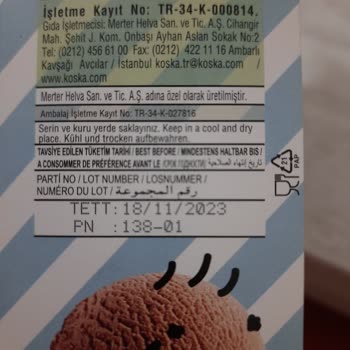 İşletme Kayıt No: TR-34-K-000814.
Gıda İşletmecisi: Merter Helva San. ve Tic. A.Ş. Cihangir
Mah. Şehit J. Kom. Onbaşı Ayhan Aslan Sokak No:2
Tel: (0212) 456 61 00 Fax: (0212) 422 11 16 Ambarlı
Kavşağı Avcılar / İstanbul koska@koska.com /
www.koska.com
Merter Helva San. ve Tic. A.Ş. adına özel olarak üretilmiştir.
Ambalaj İşletme Kayıt No: TR-34-K-027816
Serin ve kuru yerde saklayınız. Keep in a cool and dry
place. Kühl und trocken aufbewahren.
TAVSİYE EDİLEN TÜKETİM TARİHİ / BEST BEFORE / MINDESTENS HALTBAR BIS /
A CONSOMMER DE PRÉFÉRENCE AVANT LE /СРОК ГОДНОСТИ/ تاريخ إنتهاء الصلاحية
PARTİ NO / LOT NUMBER / LOSNUMMER /
NUMÉRO DU LOT / رقم المجموعة
TETT: 18/11/2023
PN : 138-01
21
PAP